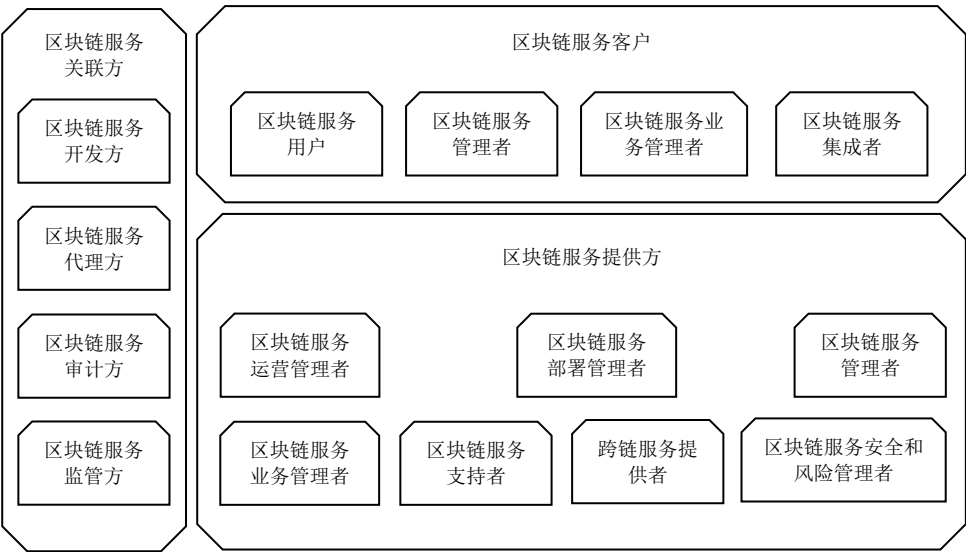 区块链服务
关联方
区块链服务
开发方
区块链服务
代理方
区块链服务
审计方
区块链服务
监管方
区块链服务客户
区块链服务
用户
区块链服务
管理者
区块链服务业
务管理者
区块链服务
集成者
区块链服务提供方
区块链服务
运营管理者
区块链服务
部署管理者
区块链服务
管理者
区块链服务
业务管理者
区块链服务
支持者
跨链服务提
供者
区块链服务安全和
风险管理者